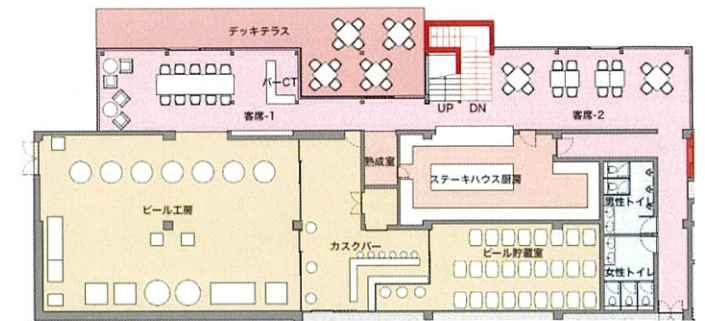 デッキテラス
バーCT
UP DN
客席-1
客席-2
熟成室
ステーキハウス厨房
男性トイレ
ビール工房
カスクバー
ビール貯蔵室
女性トイレ